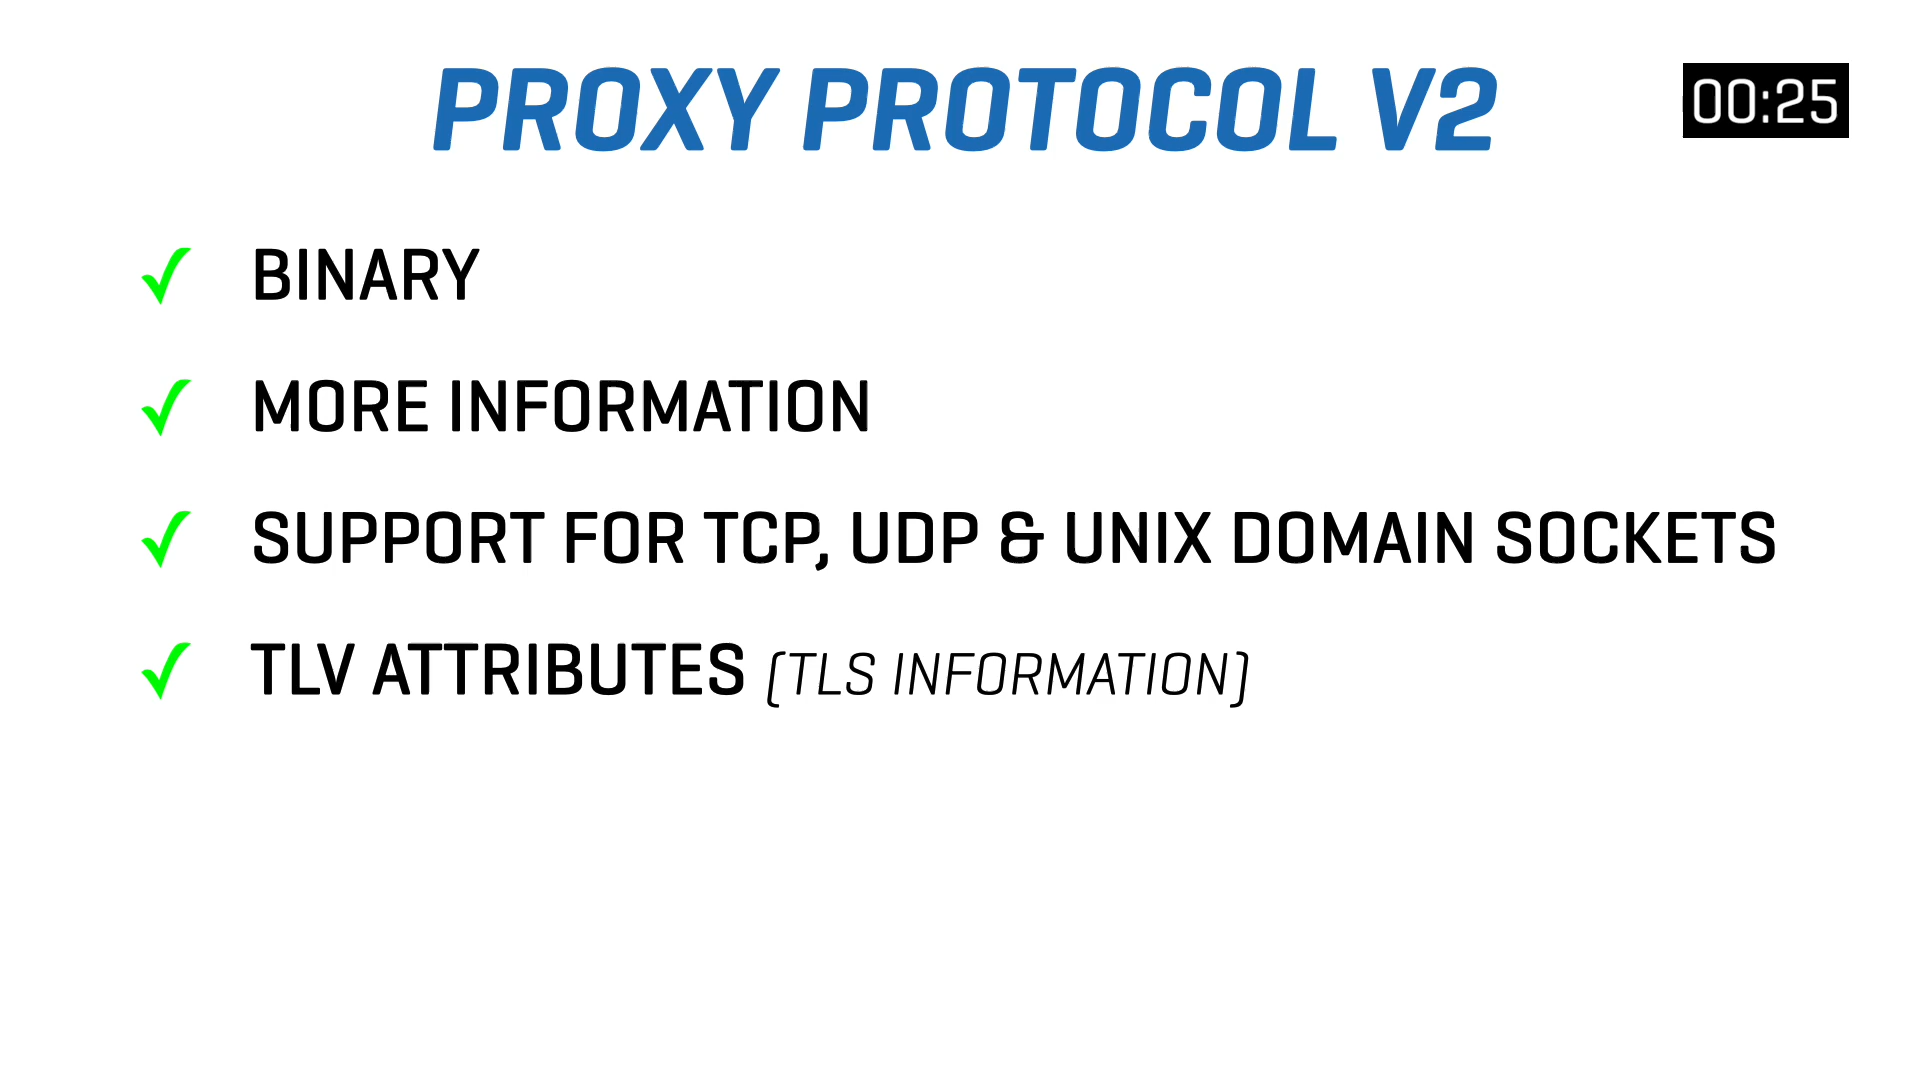 PROXY PROTOCOL V2
00:25
✓ BINARY
✓ MORE INFORMATION
✓ SUPPORT FOR TCP, UDP & UNIX DOMAIN SOCKETS
✓ TLV ATTRIBUTES (TLS INFORMATION)